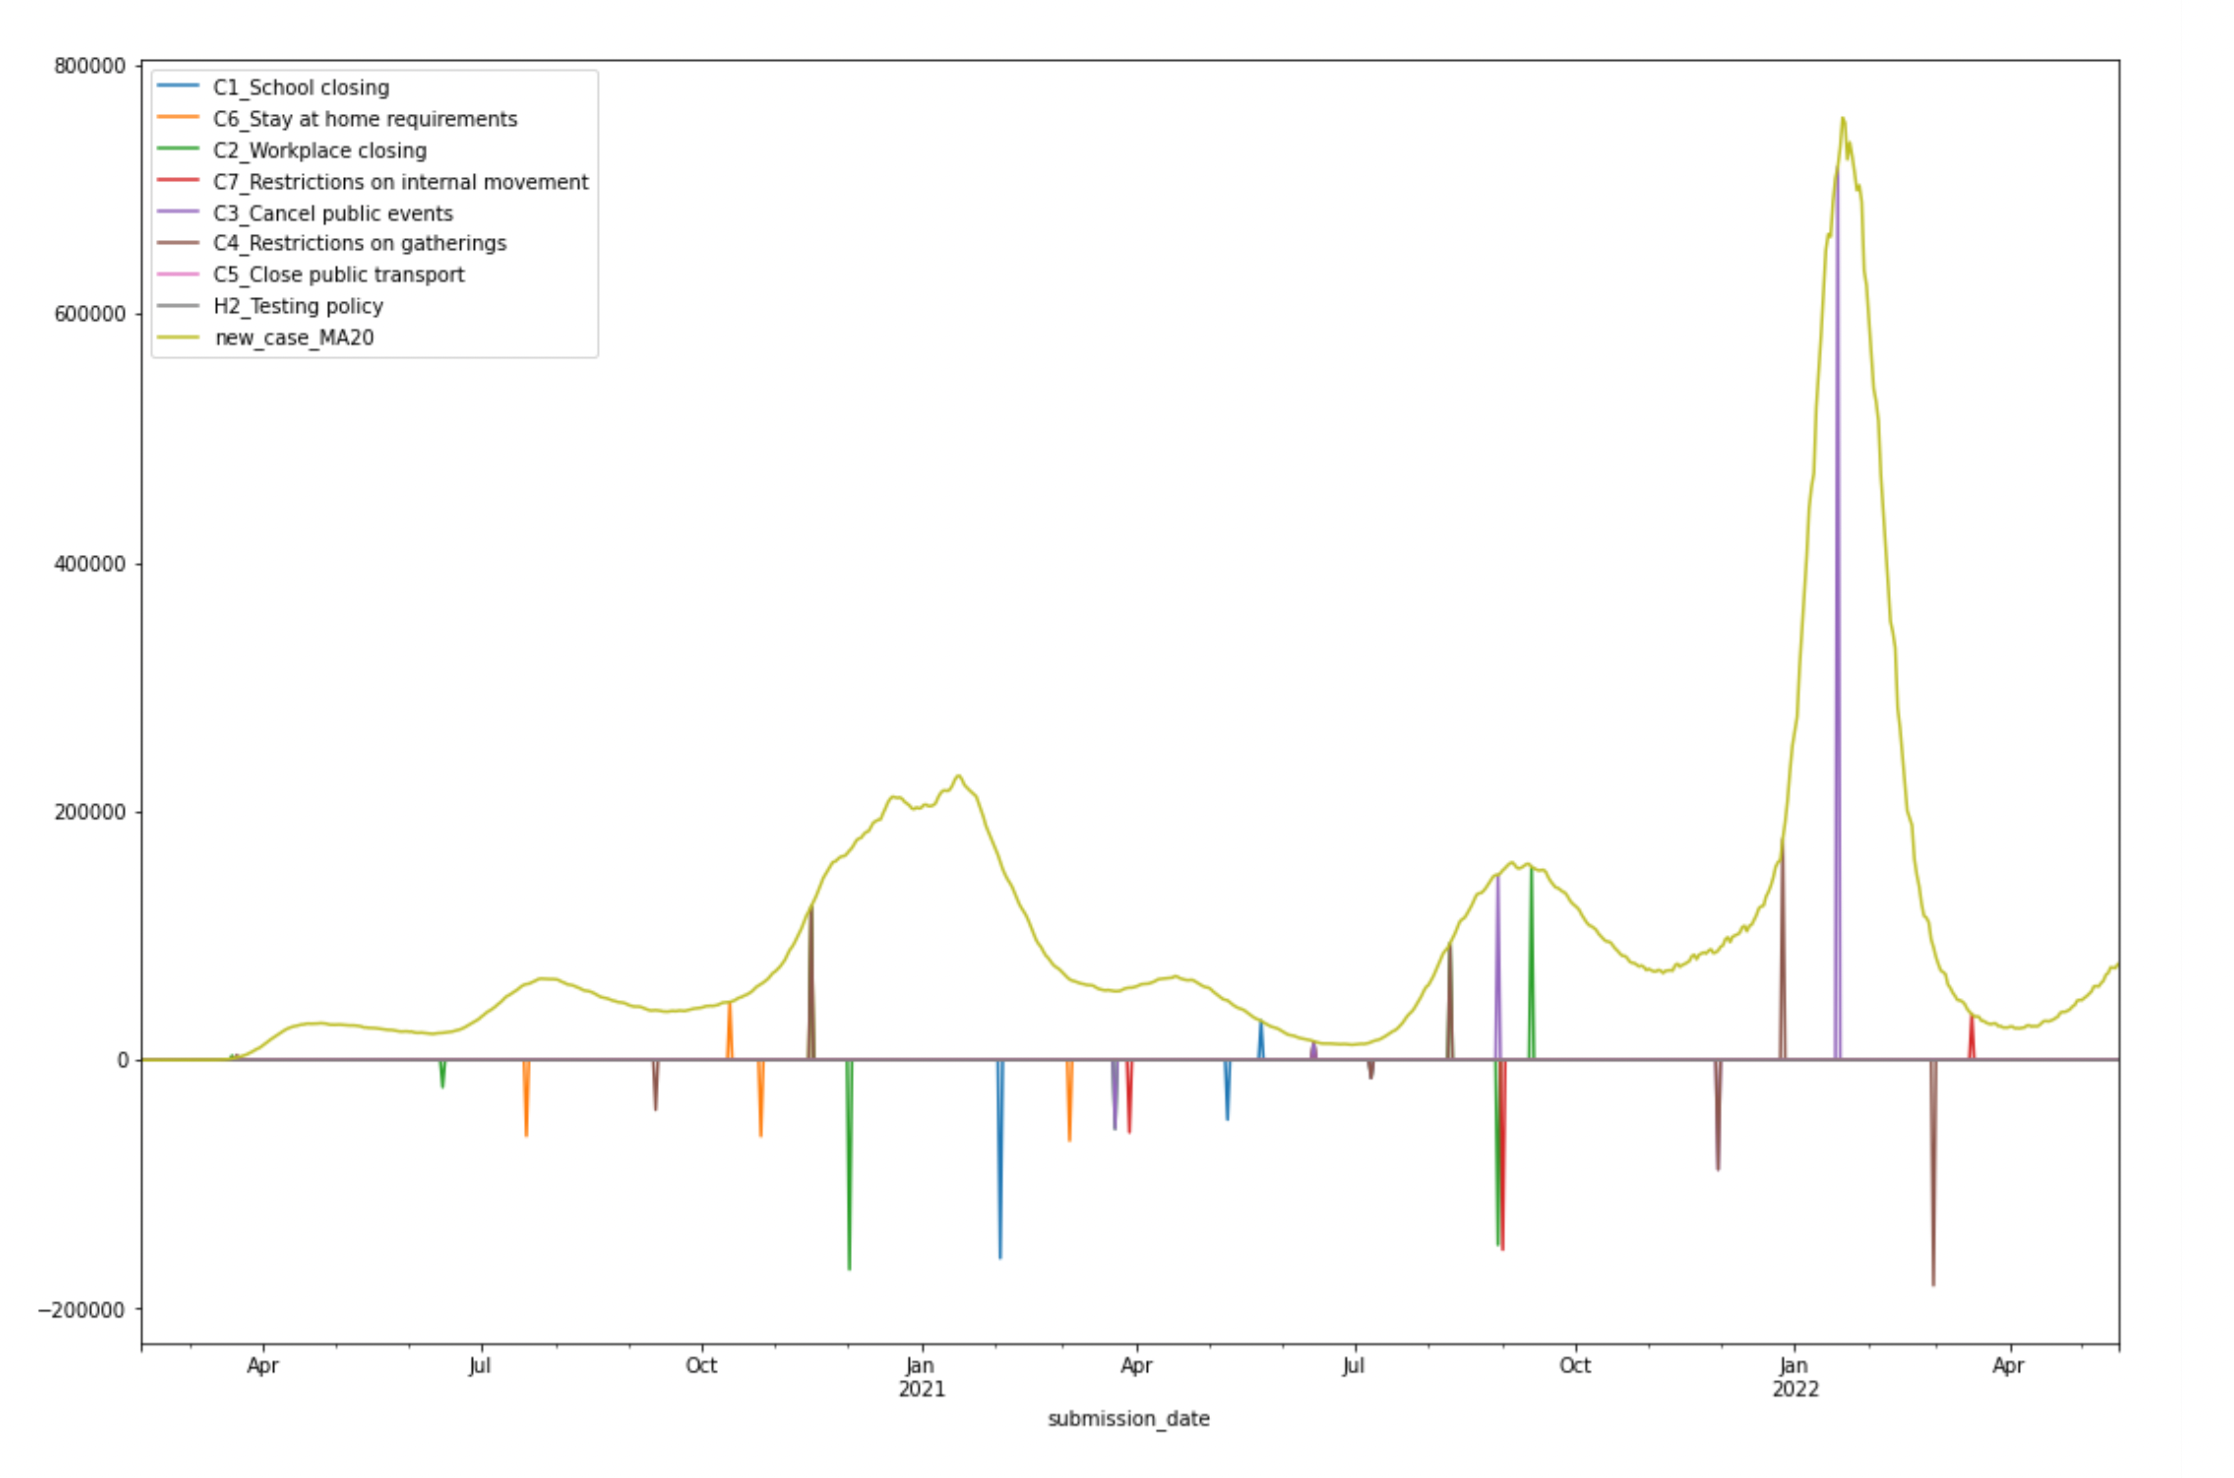 800000
600000
400000
200000
0
−200000
C1_School closing
C6_Stay at home requirements
C2_Workplace closing
C7_Restrictions on internal movement
C3_Cancel public events
C4_Restrictions on gatherings
C5_Close public transport
H2_Testing policy
new_case_MA20
Apr Jul Oct Jan Apr Jul Oct Jan Apr
2021 2022
submission_date